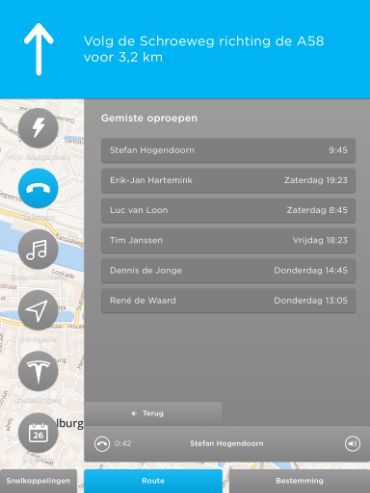 Volg de Schroeweg richting de A58
voor 3,2 km
Gemiste oproepen
Stefan Hogendoorn 9:45
Erik-Jan Hartemink Zaterdag 19:23
Luc van Loon Zaterdag 8:45
Tim Janssen Vrijdag 18:23
Dennis de Jonge Donderdag 14:45
René de Waard Donderdag 13:05
26
lburg
← Terug
0:42 Stefan Hogendoorn
Snelkoppelingen Route Bestemming